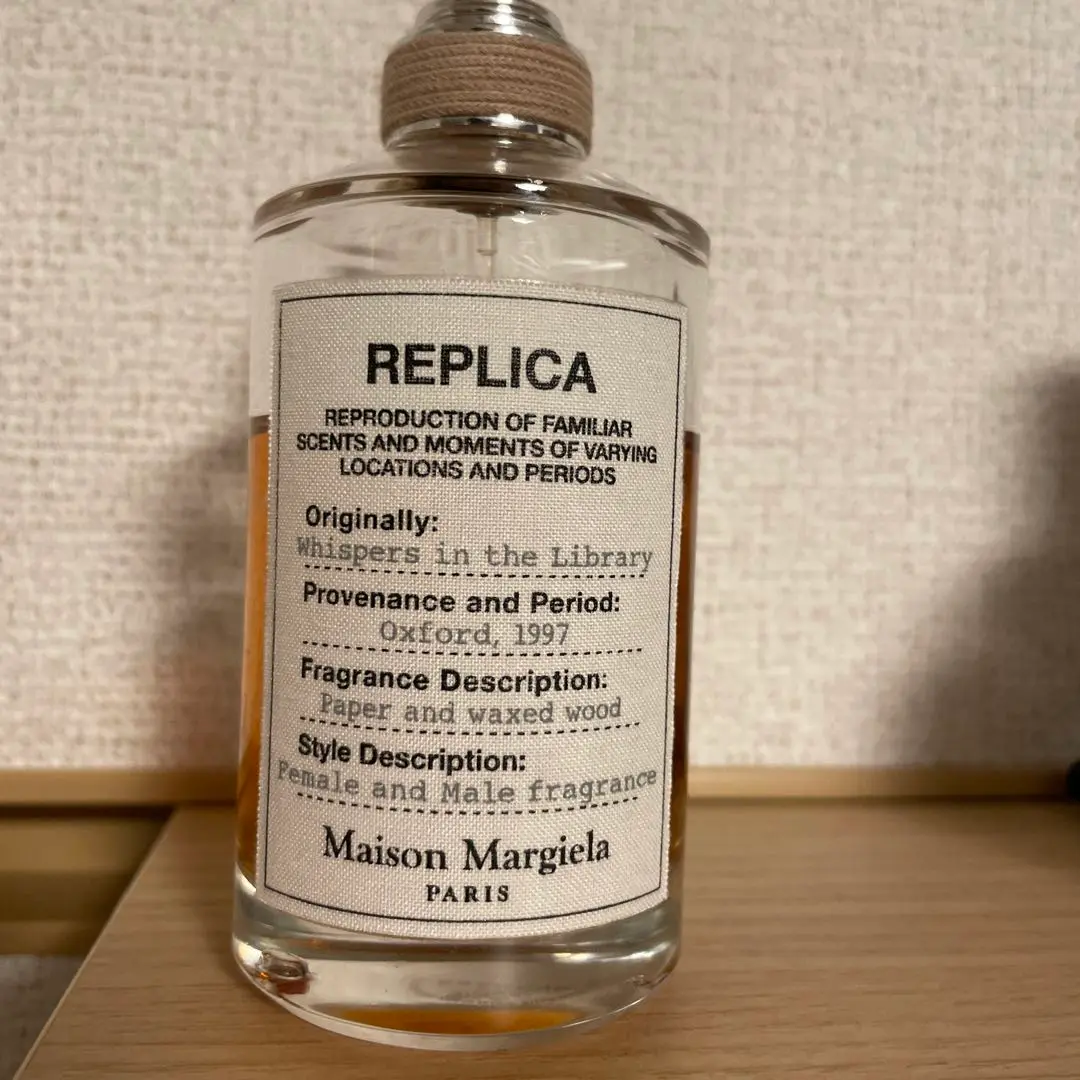 REPLICA
REPRODUCTION OF FAMILIAR
SCENTS AND MOMENTS OF VARYING
LOCATIONS AND PERIODS
Originally:
Whispers in the Library
Provenance and Period:
Oxford, 1997
Fragrance Description:
Paper and waxed wood
Style Description:
Female and Male fragrance
Maison Margiela
PARIS